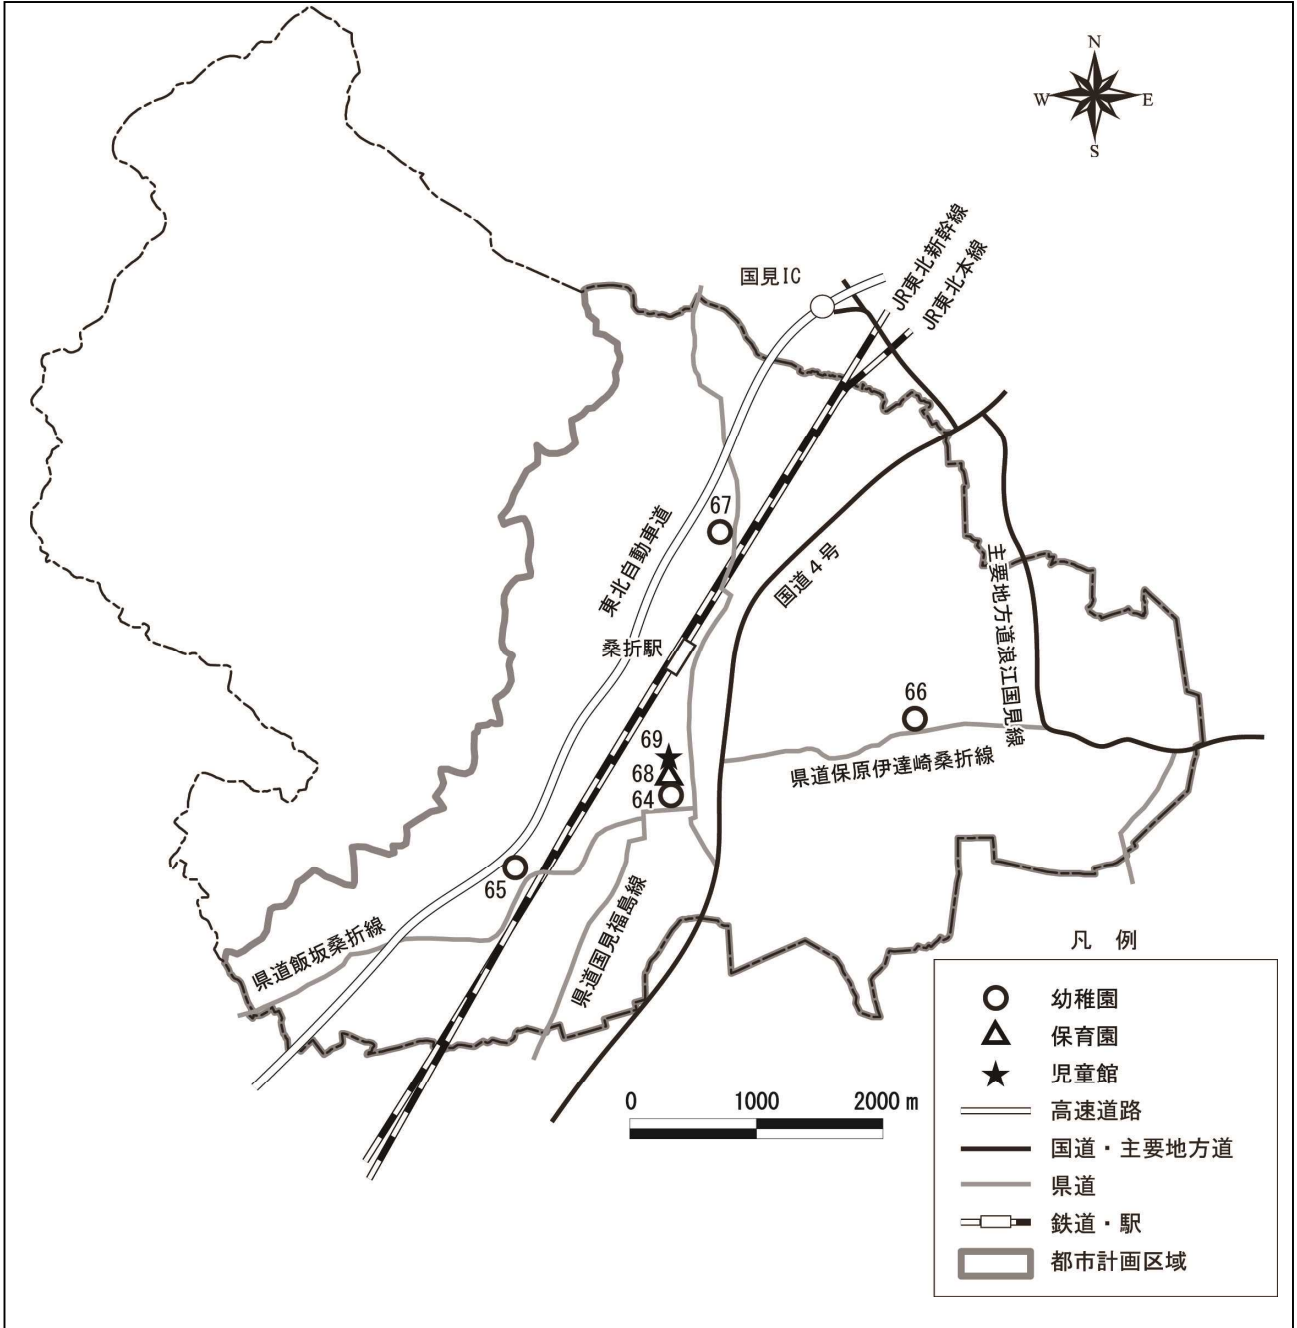 N
W
E
S
国見IC
JR東北新幹線
JR東北本線
67
東北自動車道
国道4号
主要地方道浪江国見線
桑折駅
66
69
68
64
県道保原伊達崎桑折線
65
県道飯坂桑折線
県道国見福島線
0 1000 2000 m
凡 例
幼稚園
保育園
児童館
高速道路
国道・主要地方道
県道
鉄道・駅
都市計画区域